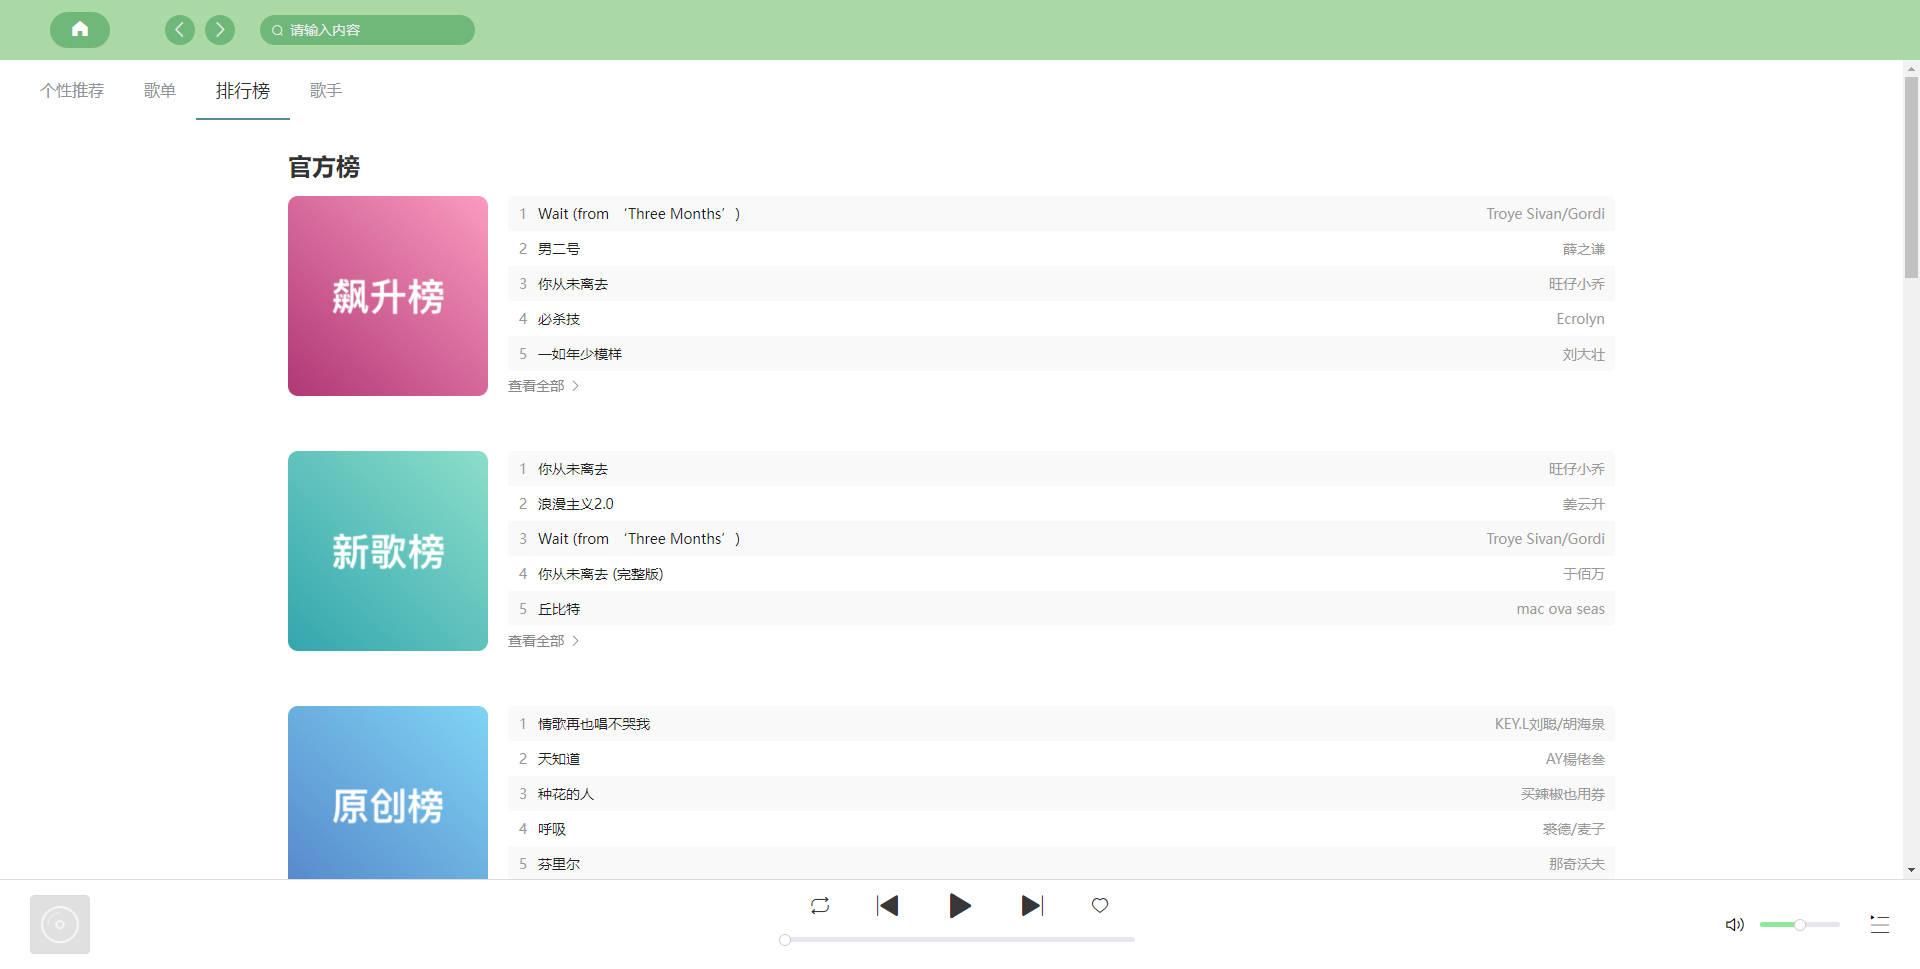 请输入内容
个性推荐 歌单 排行榜 歌手
官方榜
飙升榜
1 Wait (from ‘Three Months’) Troye Sivan/Gordi
2 男二号 薛之谦
3 你从未离去 旺仔小乔
4 必杀技 Ecrolyn
5 一如年少模样 刘大壮
查看全部
新歌榜
1 你从未离去 旺仔小乔
2 浪漫主义2.0 姜云升
3 Wait (from ‘Three Months’) Troye Sivan/Gordi
4 你从未离去 (完整版) 于佰万
5 丘比特 mac ova seas
查看全部
原创榜
1 情歌再也唱不哭我 KEY.L刘聪/胡海泉
2 天知道 AY楊佬叁
3 种花的人 买辣椒也用券
4 呼吸 裘德/麦子
5 芬里尔 那奇沃夫